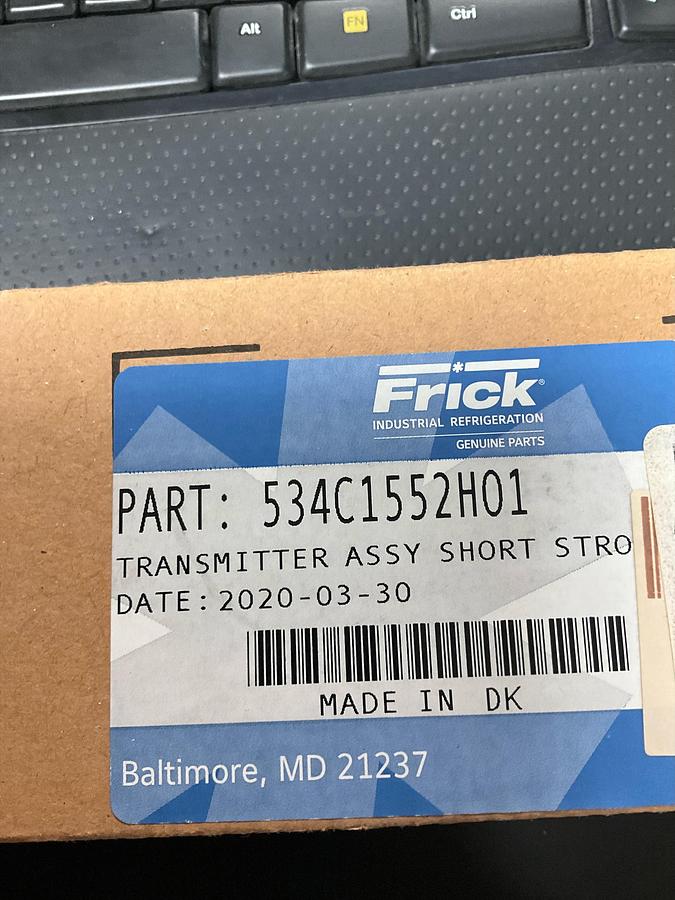 Alt
FN
Ctrl
Frick®
INDUSTRIAL REFRIGERATION
GENUINE PARTS
PART: 534C1552H01
TRANSMITTER ASSY SHORT STRO
DATE:2020-03-30
MADE IN DK
Baltimore, MD 21237